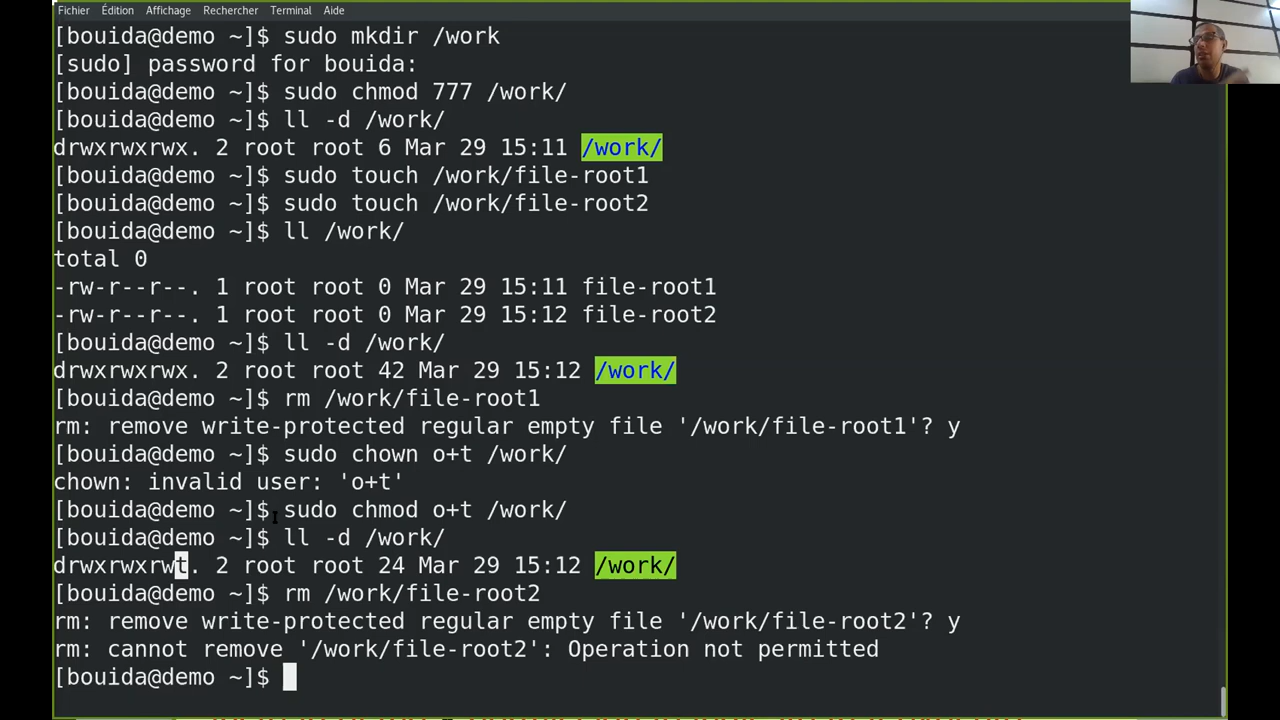 Fichier Édition Affichage Rechercher Terminal Aide
[bouida@demo ~]$ sudo mkdir /work
[sudo] password for bouida:
[bouida@demo ~]$ sudo chmod 777 /work/
[bouida@demo ~]$ ll -d /work/
drwxrwxrwx. 2 root root 6 Mar 29 15:11 /work/
[bouida@demo ~]$ sudo touch /work/file-root1
[bouida@demo ~]$ sudo touch /work/file-root2
[bouida@demo ~]$ ll /work/
total 0
-rw-r--r--. 1 root root 0 Mar 29 15:11 file-root1
-rw-r--r--. 1 root root 0 Mar 29 15:12 file-root2
[bouida@demo ~]$ ll -d /work/
drwxrwxrwx. 2 root root 42 Mar 29 15:12 /work/
[bouida@demo ~]$ rm /work/file-root1
rm: remove write-protected regular empty file '/work/file-root1'? y
[bouida@demo ~]$ sudo chown o+t /work/
chown: invalid user: 'o+t'
[bouida@demo ~]$ sudo chmod o+t /work/
[bouida@demo ~]$ ll -d /work/
drwxrwxrwt. 2 root root 24 Mar 29 15:12 /work/
[bouida@demo ~]$ rm /work/file-root2
rm: remove write-protected regular empty file '/work/file-root2'? y
rm: cannot remove '/work/file-root2': Operation not permitted
[bouida@demo ~]$